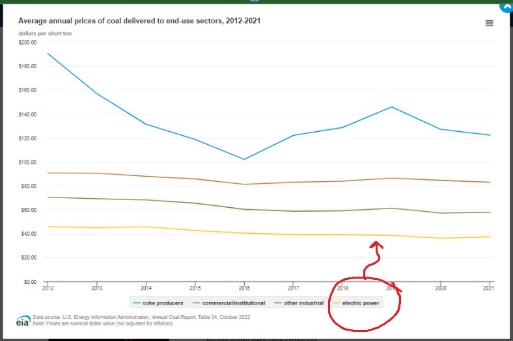 Average annual prices of coal delivered to end-use sectors, 2012-2021
dollars per short ton
$200.00
$180.00
$160.00
$140.00
$120.00
$100.00
$80.00
$60.00
$40.00
$20.00
$0.00
2012 2013 2014 2015 2016 2017 2018 2019 2020 2021
coke producers commercial/institutional other industrial electric power
eia Data source: U.S. Energy Information Administration, Annual Coal Report, Table 34, October 2022
Note: Prices are nominal dollar value (not adjusted for inflation).